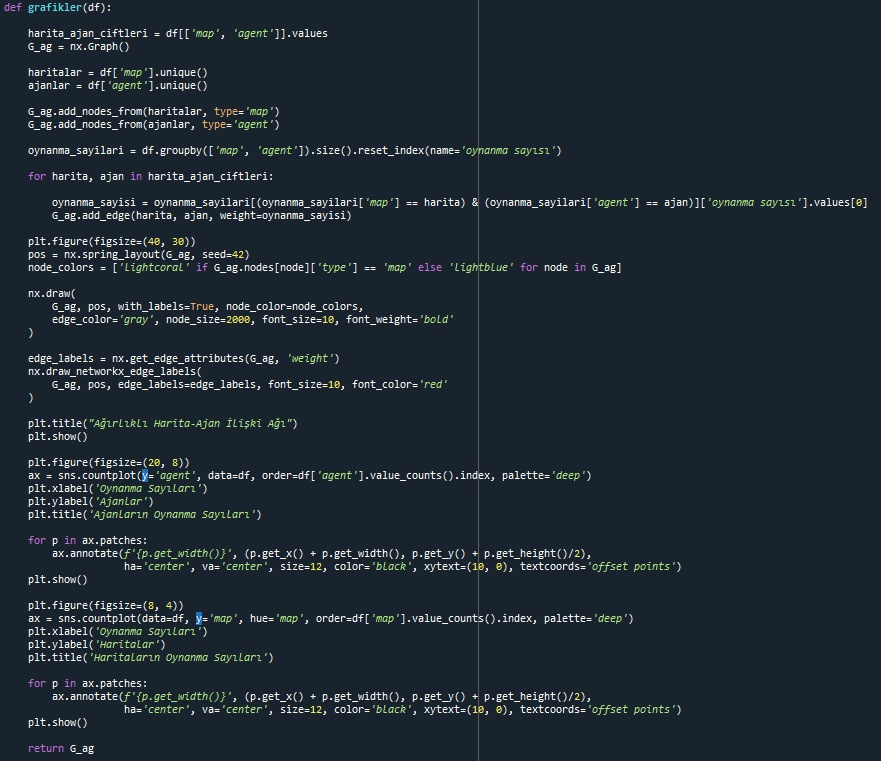 def grafikler(df):
harita_ajan_ciftleri = df[['map', 'agent']].values
G_ag = nx.Graph()
haritalar = df['map'].unique()
ajanlar = df['agent'].unique()
G_ag.add_nodes_from(haritalar, type='map')
G_ag.add_nodes_from(ajanlar, type='agent')
oynanma_sayilari = df.groupby(['map', 'agent']).size().reset_index(name='oynanma sayısı')
for harita, ajan in harita_ajan_ciftleri:
oynanma_sayisi = oynanma_sayilari[(oynanma_sayilari['map'] == harita) & (oynanma_sayilari['agent'] == ajan)]['oynanma sayısı'].values[0]
G_ag.add_edge(harita, ajan, weight=oynanma_sayisi)
plt.figure(figsize=(40, 30))
pos = nx.spring_layout(G_ag, seed=42)
node_colors = ['lightcoral' if G_ag.nodes[node]['type'] == 'map' else 'lightblue' for node in G_ag]
nx.draw(
G_ag, pos, with_labels=True, node_color=node_colors,
edge_color='gray', node_size=2000, font_size=10, font_weight='bold'
)
edge_labels = nx.get_edge_attributes(G_ag, 'weight')
nx.draw_networkx_edge_labels(
G_ag, pos, edge_labels=edge_labels, font_size=10, font_color='red'
)
plt.title("Ağırlıklı Harita-Ajan İlişki Ağı")
plt.show()
plt.figure(figsize=(20, 8))
ax = sns.countplot(y='agent', data=df, order=df['agent'].value_counts().index, palette='deep')
plt.xlabel('Oynanma Sayıları')
plt.ylabel('Ajanlar')
plt.title('Ajanların Oynanma Sayıları')
for p in ax.patches:
ax.annotate(f'{p.get_width()}', (p.get_x() + p.get_width(), p.get_y() + p.get_height()/2),
ha='center', va='center', size=12, color='black', xytext=(10, 0), textcoords='offset points')
plt.show()
plt.figure(figsize=(8, 4))
ax = sns.countplot(data=df, y='map', hue='map', order=df['map'].value_counts().index, palette='deep')
plt.xlabel('Oynanma Sayıları')
plt.ylabel('Haritalar')
plt.title('Haritaların Oynanma Sayıları')
for p in ax.patches:
ax.annotate(f'{p.get_width()}', (p.get_x() + p.get_width(), p.get_y() + p.get_height()/2),
ha='center', va='center', size=12, color='black', xytext=(10, 0), textcoords='offset points')
plt.show()
return G_ag